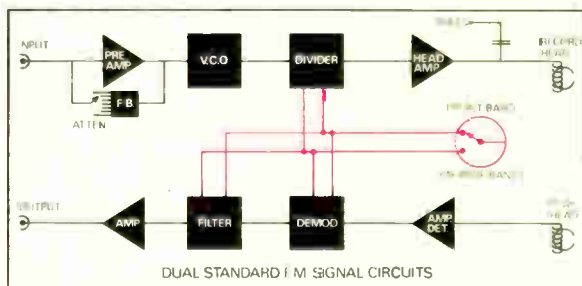 INPUT
PRE AMP
V.C.O
DIVIDER
HEAD AMP
RECORD HEAD
F B
ATTEN
OUTPUT
AMP
FILTER
DEMOD
AMP DET
HEAD
DUAL STANDARD F.M SIGNAL CIRCUITS